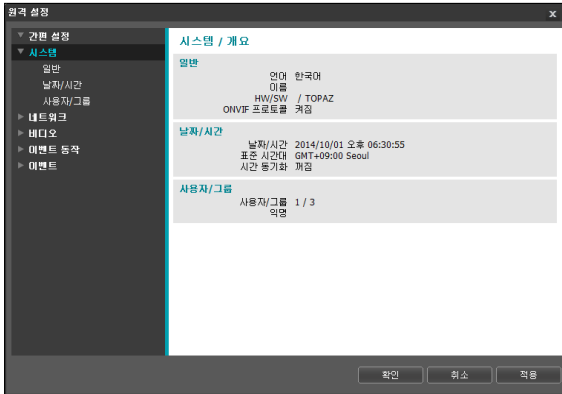 원격 설정
x
간편 설정
시스템
일반
날짜/시간
사용자/그룹
네트워크
비디오
이벤트 동작
이벤트
시스템 / 개요
일반
언어 한국어
이름
HW/SW / TOPAZ
ONVIF 프로토콜 켜짐
날짜/시간
날짜/시간 2014/10/01 오후 06:30:55
표준 시간대 GMT+09:00 Seoul
시간 동기화 꺼짐
사용자/그룹
사용자/그룹 1 / 3
익명
확인 취소 적용